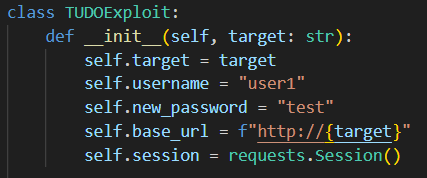 class TUDOExploit:
    def __init__(self, target: str):
        self.target = target
        self.username = "user1"
        self.new_password = "test"
        self.base_url = f"http://{target}"
        self.session = requests.Session()